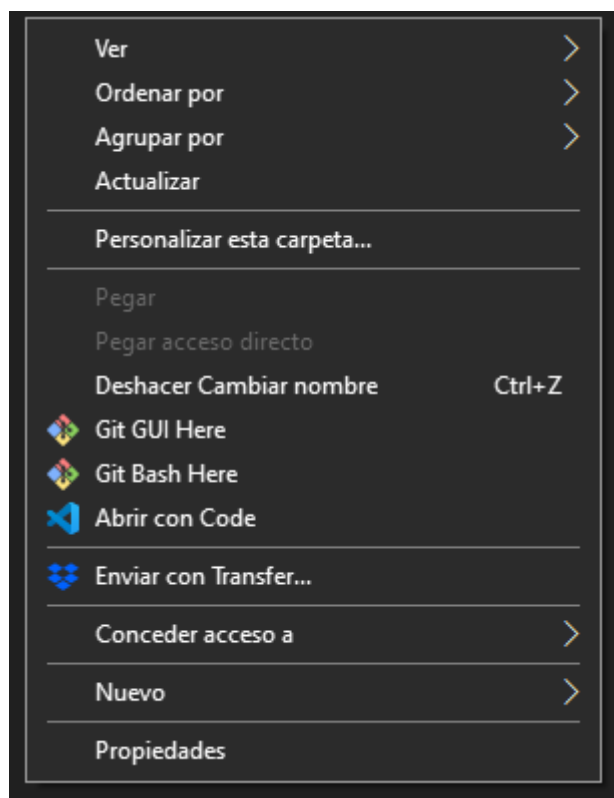 Ver
Ordenar por
Agrupar por
Actualizar
Personalizar esta carpeta...
Pegar
Pegar acceso directo
Deshacer Cambiar nombre Ctrl+Z
Git GUI Here
Git Bash Here
Abrir con Code
Enviar con Transfer...
Conceder acceso a
Nuevo
Propiedades